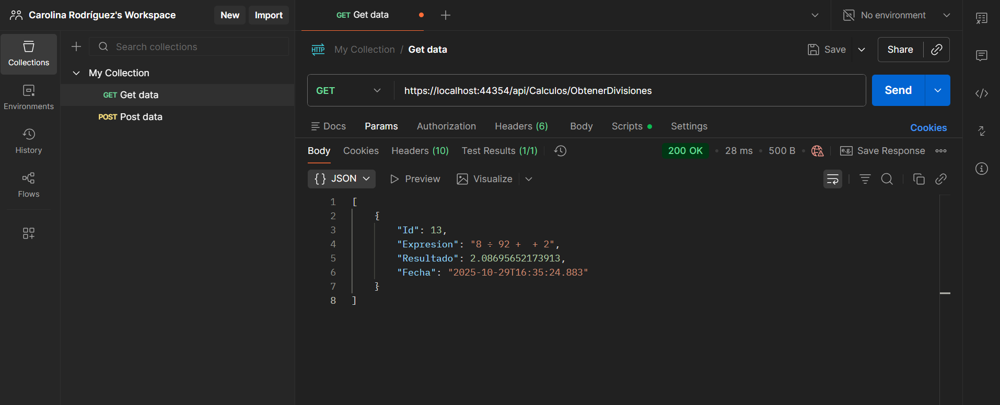 Carolina Rodríguez's Workspace
New
Import
GET Get data
No environment
Collections
Environments
History
Flows
Search collections
My Collection
GET Get data
POST Post data
HTTP
My Collection / Get data
Save
Share
GET
https://localhost:44354/api/Calculos/ObtenerDivisiones
Send
Docs
Params
Authorization
Headers (6)
Body
Scripts
Settings
Cookies
Body
Cookies
Headers (10)
Test Results (1/1)
200 OK
28 ms
500 B
e.g.
Save Response
{} JSON
Preview
Visualize
1 [
2 {
3 "Id": 13,
4 "Expresion": "8 ÷ 92 +  + 2",
5 "Resultado": 2.08695652173913,
6 "Fecha": "2025-10-29T16:35:24.883"
7 }
8 ]